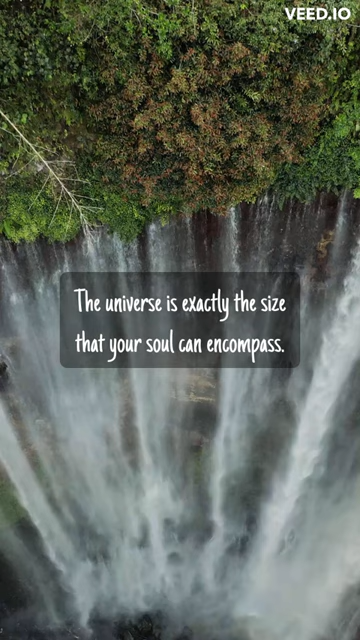 VEED.IO
The universe is exactly the size
that your soul can encompass.